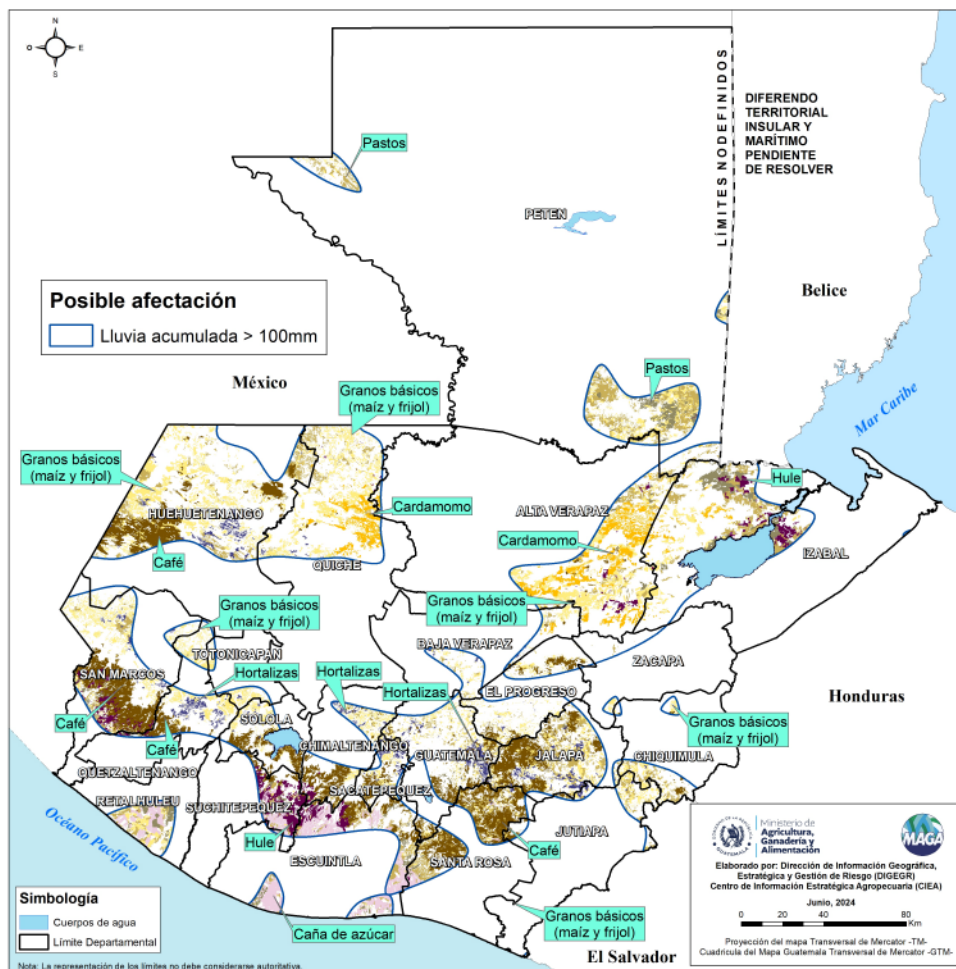 N
O
E
S
LÍMITES NODEFINIDOS
DIFERENDO
TERRITORIAL
INSULAR Y
MARÍTIMO
PENDIENTE
DE RESOLVER
Pastos
PETEN
Belice
Posible afectación
Lluvia acumulada > 100mm
México
Pastos
Mar Caribe
Granos básicos
(maíz y frijol)
Granos básicos
(maíz y frijol)
Hule
HUEHUETENANGO
Cardamomo
ALTA VERAPAZ
Cardamomo
IZABAL
Café
QUICHE
Granos básicos
(maíz y frijol)
Granos básicos
(maíz y frijol)
TOTONICAPAN
BAJA VERAPAZ
ZACAPA
SAN MARCOS
Hortalizas
Hortalizas
Hortalizas
EL PROGRESO
Honduras
Café
Café
SOLOLA
Granos básicos
(maíz y frijol)
CHIMALTENANGO
GUATEMALA
JALAPA
CHIQUIMULA
QUETZALTENANGO
SACATEPEQUEZ
RETALHULEU
SUCHITEPEQUEZ
JUTIAPA
Océano Pacífico
Hule
ESCUINTLA
SANTA ROSA
Café
Caña de azúcar
Granos básicos
(maíz y frijol)
El Salvador
Simbología
Cuerpos de agua
Límite Departamental
Nota: La representación de los límites no debe considerarse autoritativa.
GUATEMALA
Ministerio de
Agricultura,
Ganadería y
Alimentación
MAGA
Elaborado por: Dirección de Información Geográfica,
Estratégica y Gestión de Riesgo (DIGEGR)
Centro de Información Estratégica Agropecuaria (CIEA)
Junio, 2024
0 20 40 80
Km
Proyección del mapa Transversal de Mercator -TM-
Cuadrícula del Mapa Guatemala Transversal de Mercator -GTM-